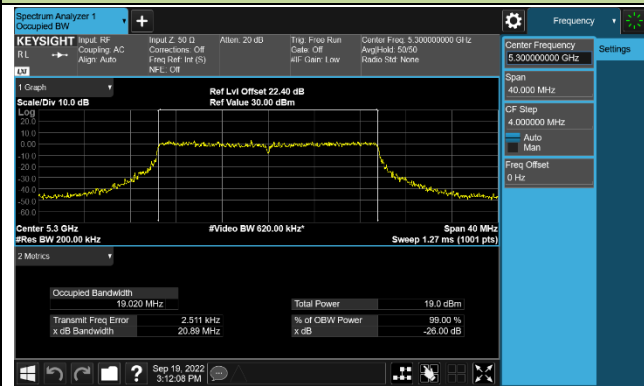 Spectrum Analyzer 1
Occupied BW
Frequency
KEYSIGHT
RL
LXI
Input: RF
Coupling: AC
Align: Auto
Input Z: 50 Ω
Corrections: Off
Freq Ref: Int (S)
NFE: Off
Atten: 20 dB
Trig: Free Run
Gate: Off
#IF Gain: Low
Center Freq: 5.300000000 GHz
Avg|Hold: 50/50
Radio Std: None
Center Frequency
5.300000000 GHz
Settings
Span
40.000 MHz
CF Step
4.000000 MHz
Auto
Man
Freq Offset
0 Hz
1 Graph
Scale/Div 10.0 dB
Ref Lvl Offset 22.40 dB
Ref Value 30.00 dBm
Log
20.0
10.0
0.00
-10.0
-20.0
-30.0
-40.0
-50.0
-60.0
Center 5.3 GHz
#Video BW 620.00 kHz*
Span 40 MHz
#Res BW 200.00 kHz
Sweep 1.27 ms (1001 pts)
2 Metrics
Occupied Bandwidth
19.020 MHz
Total Power
19.0 dBm
Transmit Freq Error
2.511 kHz
% of OBW Power
99.00 %
x dB Bandwidth
20.89 MHz
x dB
-26.00 dB
Sep 19, 2022
3:12:08 PM